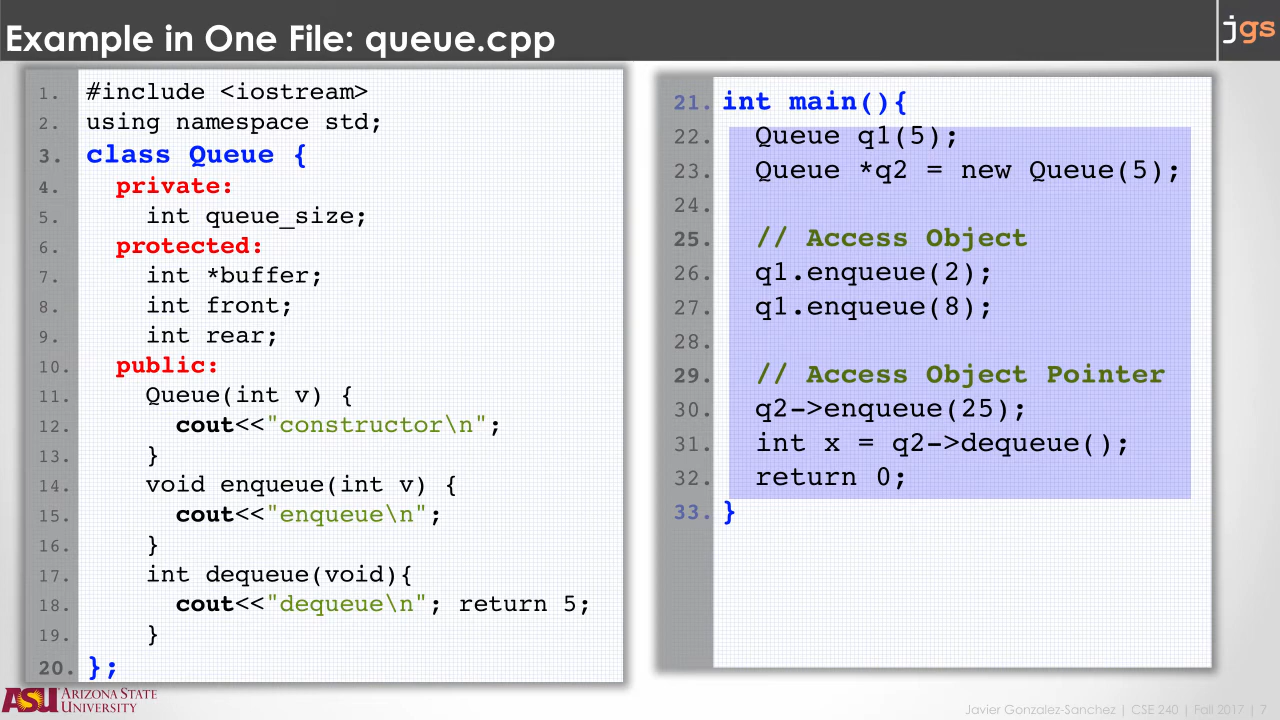 Example in One File: queue.cpp
jgs
1. #include <iostream>
2. using namespace std;
3. class Queue {
4. private:
5. int queue_size;
6. protected:
7. int *buffer;
8. int front;
9. int rear;
10. public:
11. Queue(int v) {
12. cout<<"constructor\n";
13. }
14. void enqueue(int v) {
15. cout<<"enqueue\n";
16. }
17. int dequeue(void){
18. cout<<"dequeue\n"; return 5;
19. }
20. };
21. int main(){
22. Queue q1(5);
23. Queue *q2 = new Queue(5);
24.
25. // Access Object
26. q1.enqueue(2);
27. q1.enqueue(8);
28.
29. // Access Object Pointer
30. q2->enqueue(25);
31. int x = q2->dequeue();
32. return 0;
33. }
ASU ARIZONA STATE
UNIVERSITY
Javier Gonzalez-Sanchez | CSE 240 | Fall 2017 | 7